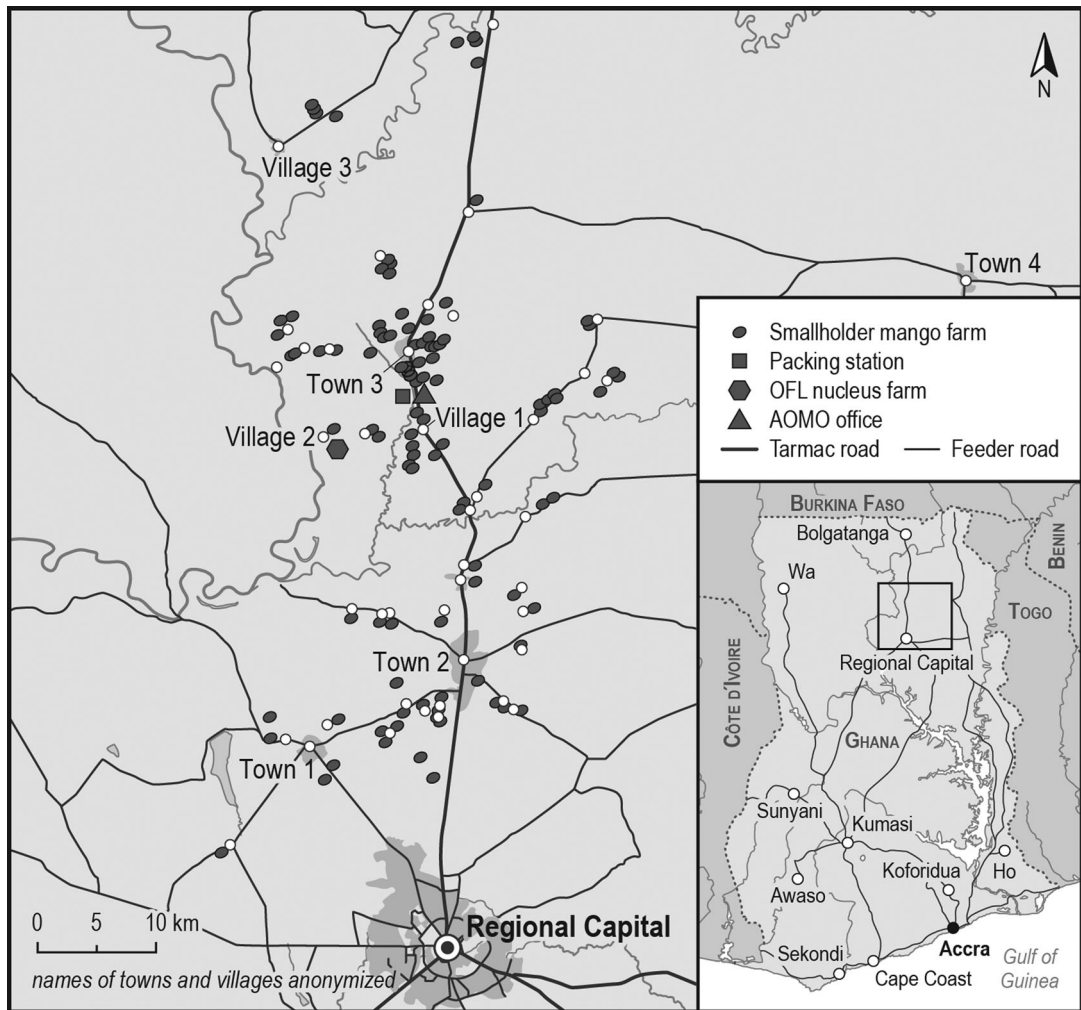 N
Village 3
Town 4
Town 3
Village 1
Village 2
Town 2
Town 1
Regional Capital
0 5 10 km
names of towns and villages anonymized
Smallholder mango farm
Packing station
OFL nucleus farm
AOMO office
Tarmac road
Feeder road
BURKINA FASO
Bolgatanga
BENIN
Wa
TOGO
CÔTE D'IVOIRE
Regional Capital
GHANA
Sunyani
Kumasi
Koforidua
Ho
Awaso
Accra
Sekondi
Cape Coast
Gulf of
Guinea